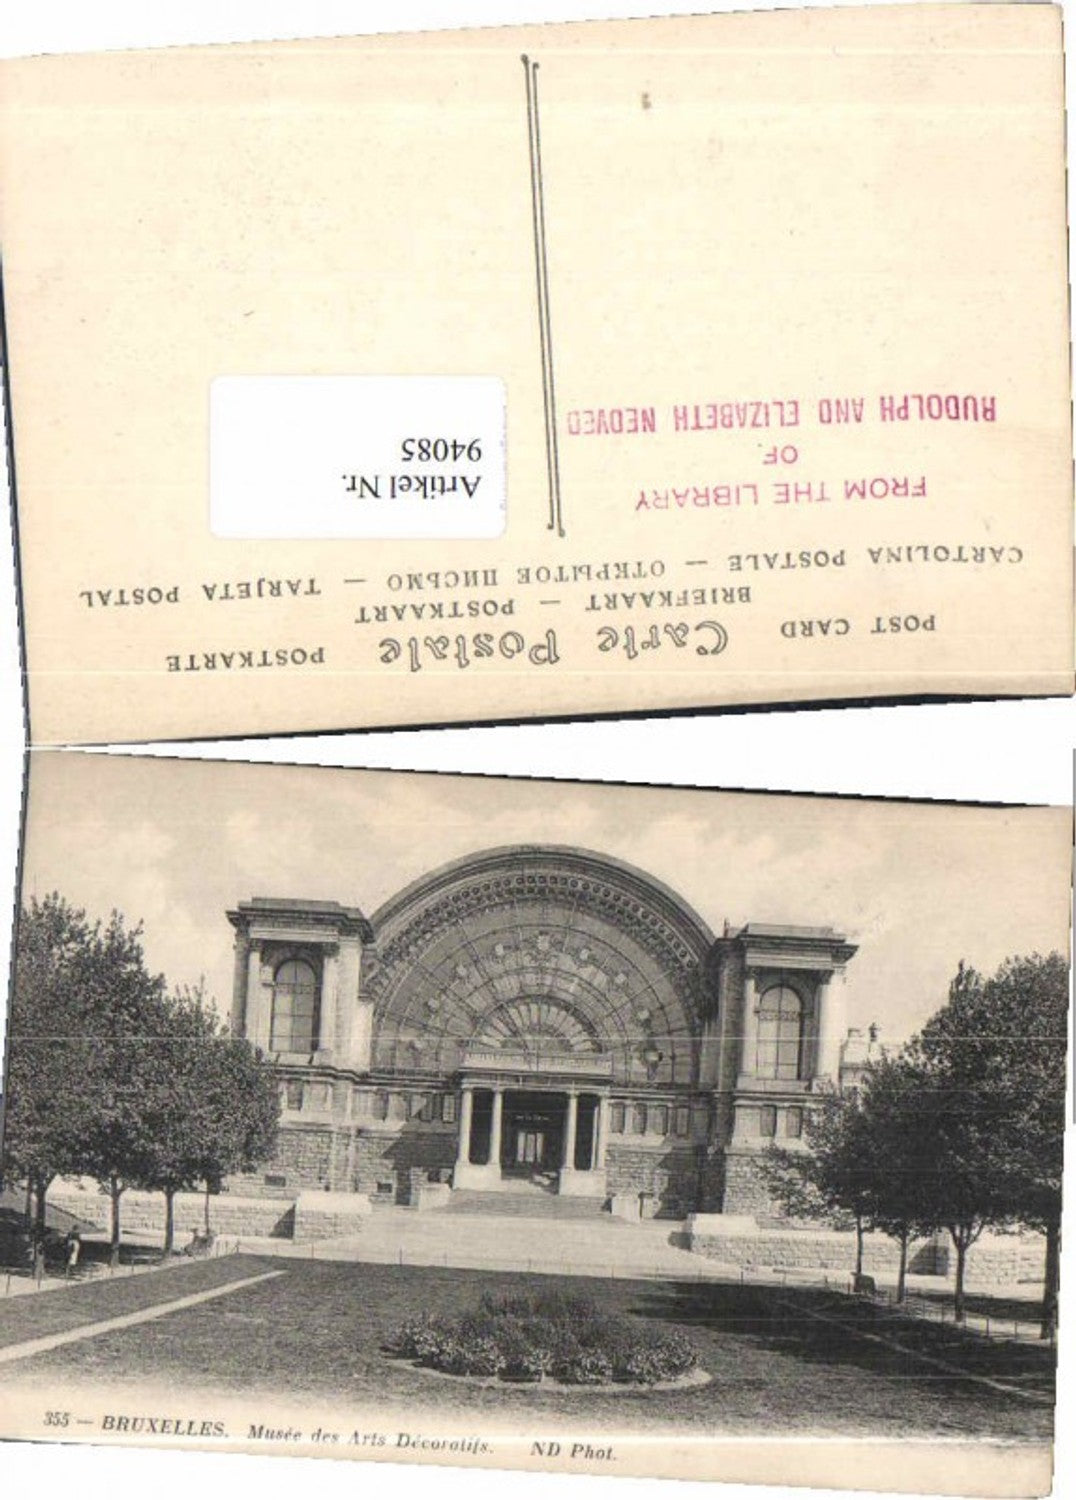 POST CARD Carte Postale POSTKARTE
BRIEFKAART — POSTKAART
CARTOLINA POSTALE — ОТКРЫТОЕ ПИСЬМО — TARJETA POSTAL
FROM THE LIBRARY
OF
RUDOLPH AND ELIZABETH NEDVED
Artikel Nr.
94085
355 — BRUXELLES. Musée des Arts Décoratifs. ND Phot.